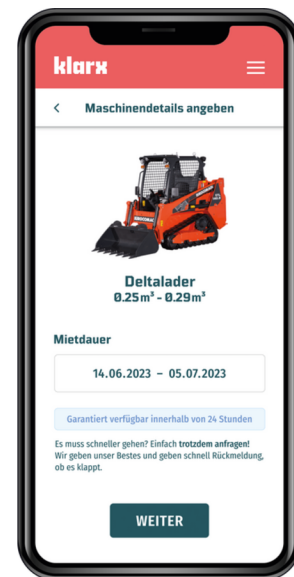 klarx
< Maschinendetails angeben
Deltalader
0.25m³ - 0.29m³
Mietdauer
14.06.2023 – 05.07.2023
Garantiert verfügbar innerhalb von 24 Stunden
Es muss schneller gehen? Einfach trotzdem anfragen!
Wir geben unser Bestes und geben schnell Rückmeldung,
ob es klappt.
WEITER